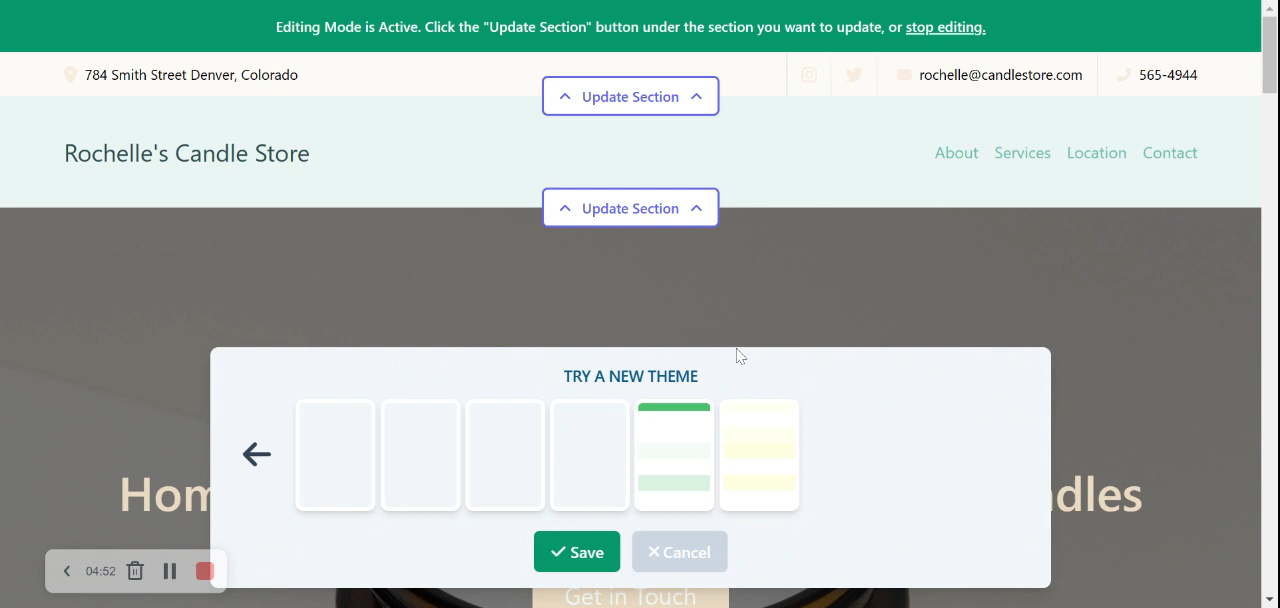 Editing Mode is Active. Click the "Update Section" button under the section you want to update, or stop editing.
784 Smith Street Denver, Colorado
rochelle@candlestore.com
565-4944
Update Section
Rochelle's Candle Store
About Services Location Contact
Update Section
TRY A NEW THEME
Save Cancel
04:52
Get in Touch